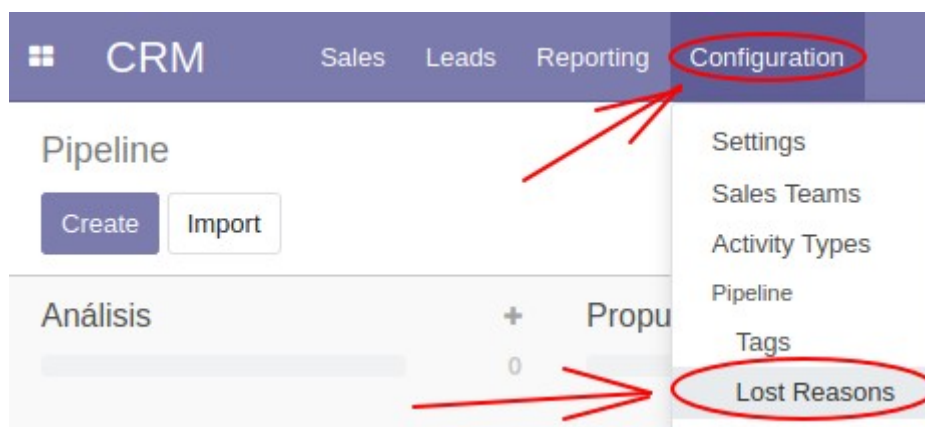 CRM Sales Leads Reporting Configuration
Pipeline
Create Import
Settings
Sales Teams
Activity Types
Pipeline
Tags
Lost Reasons
Análisis
0
Propu